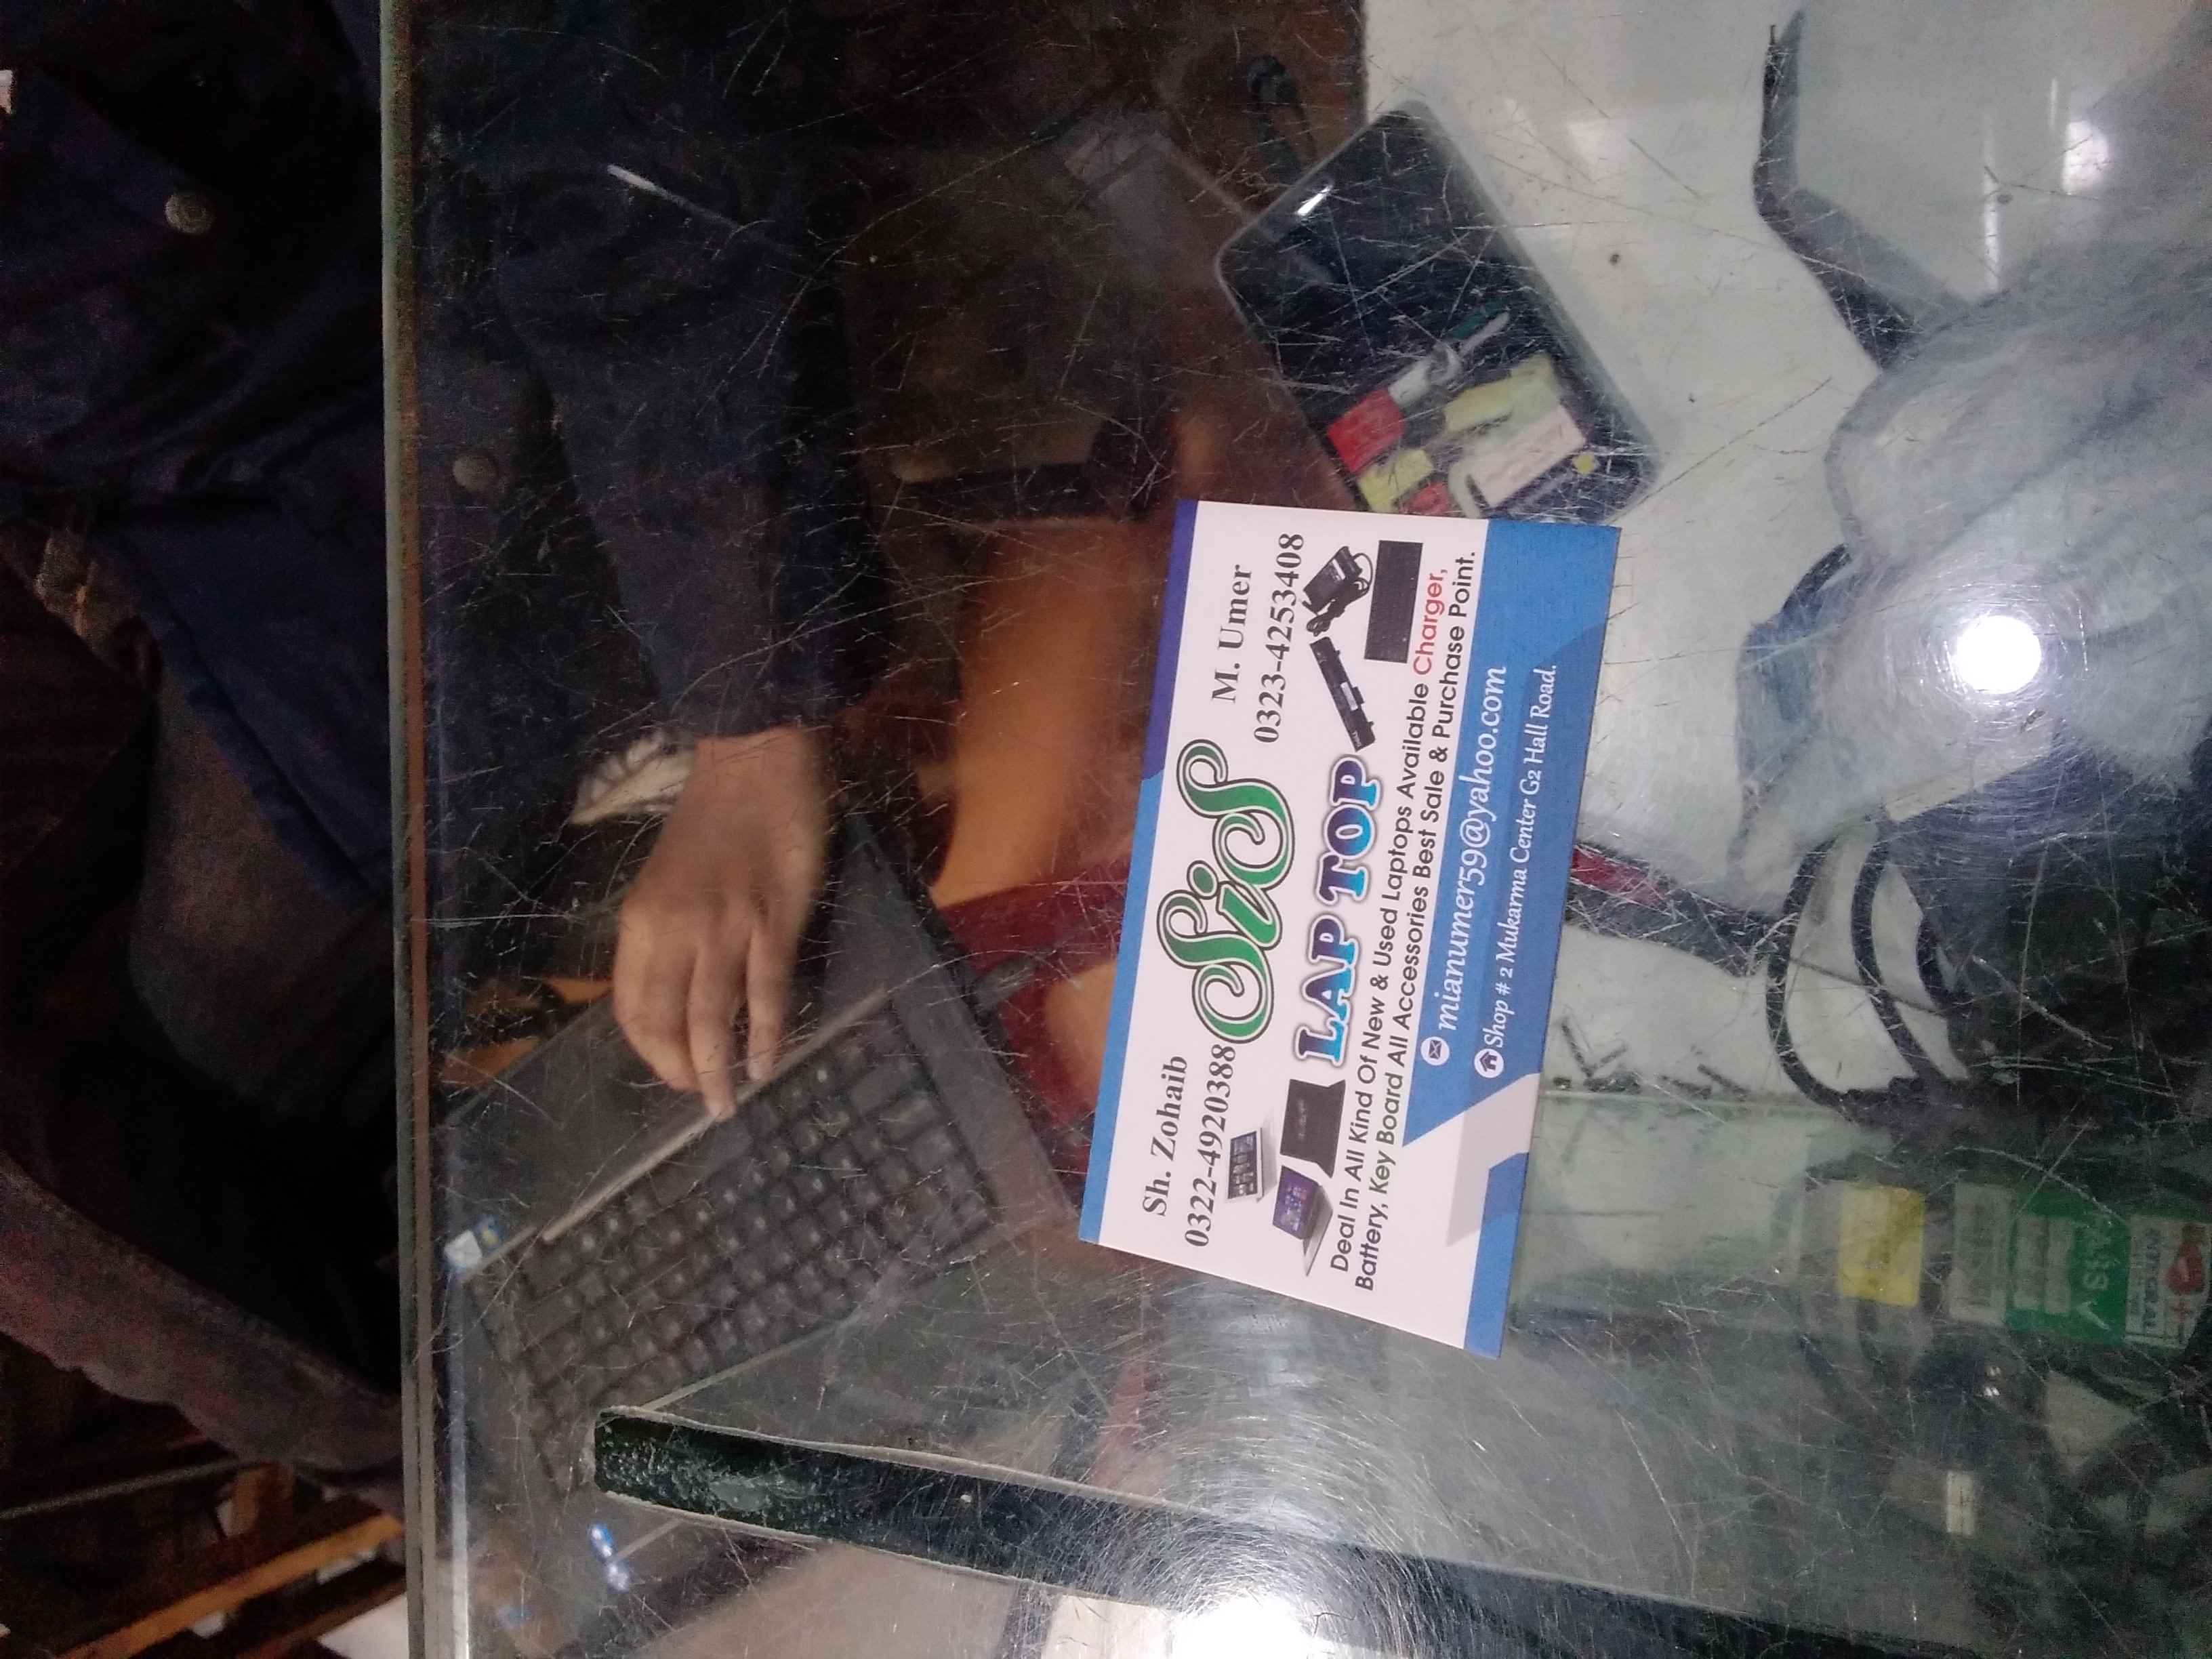 Sh. Zohaib
0322-4920388
SiS
M. Umer
0323-4253408
LAP TOP
Deal In All Kind Of New & Used Laptops Available Charger,
Battery, Key Board All Accessories Best Sale & Purchase Point.
mianumer59@yahoo.com
Shop # 2 Mukarma Center G2 Hall Road.